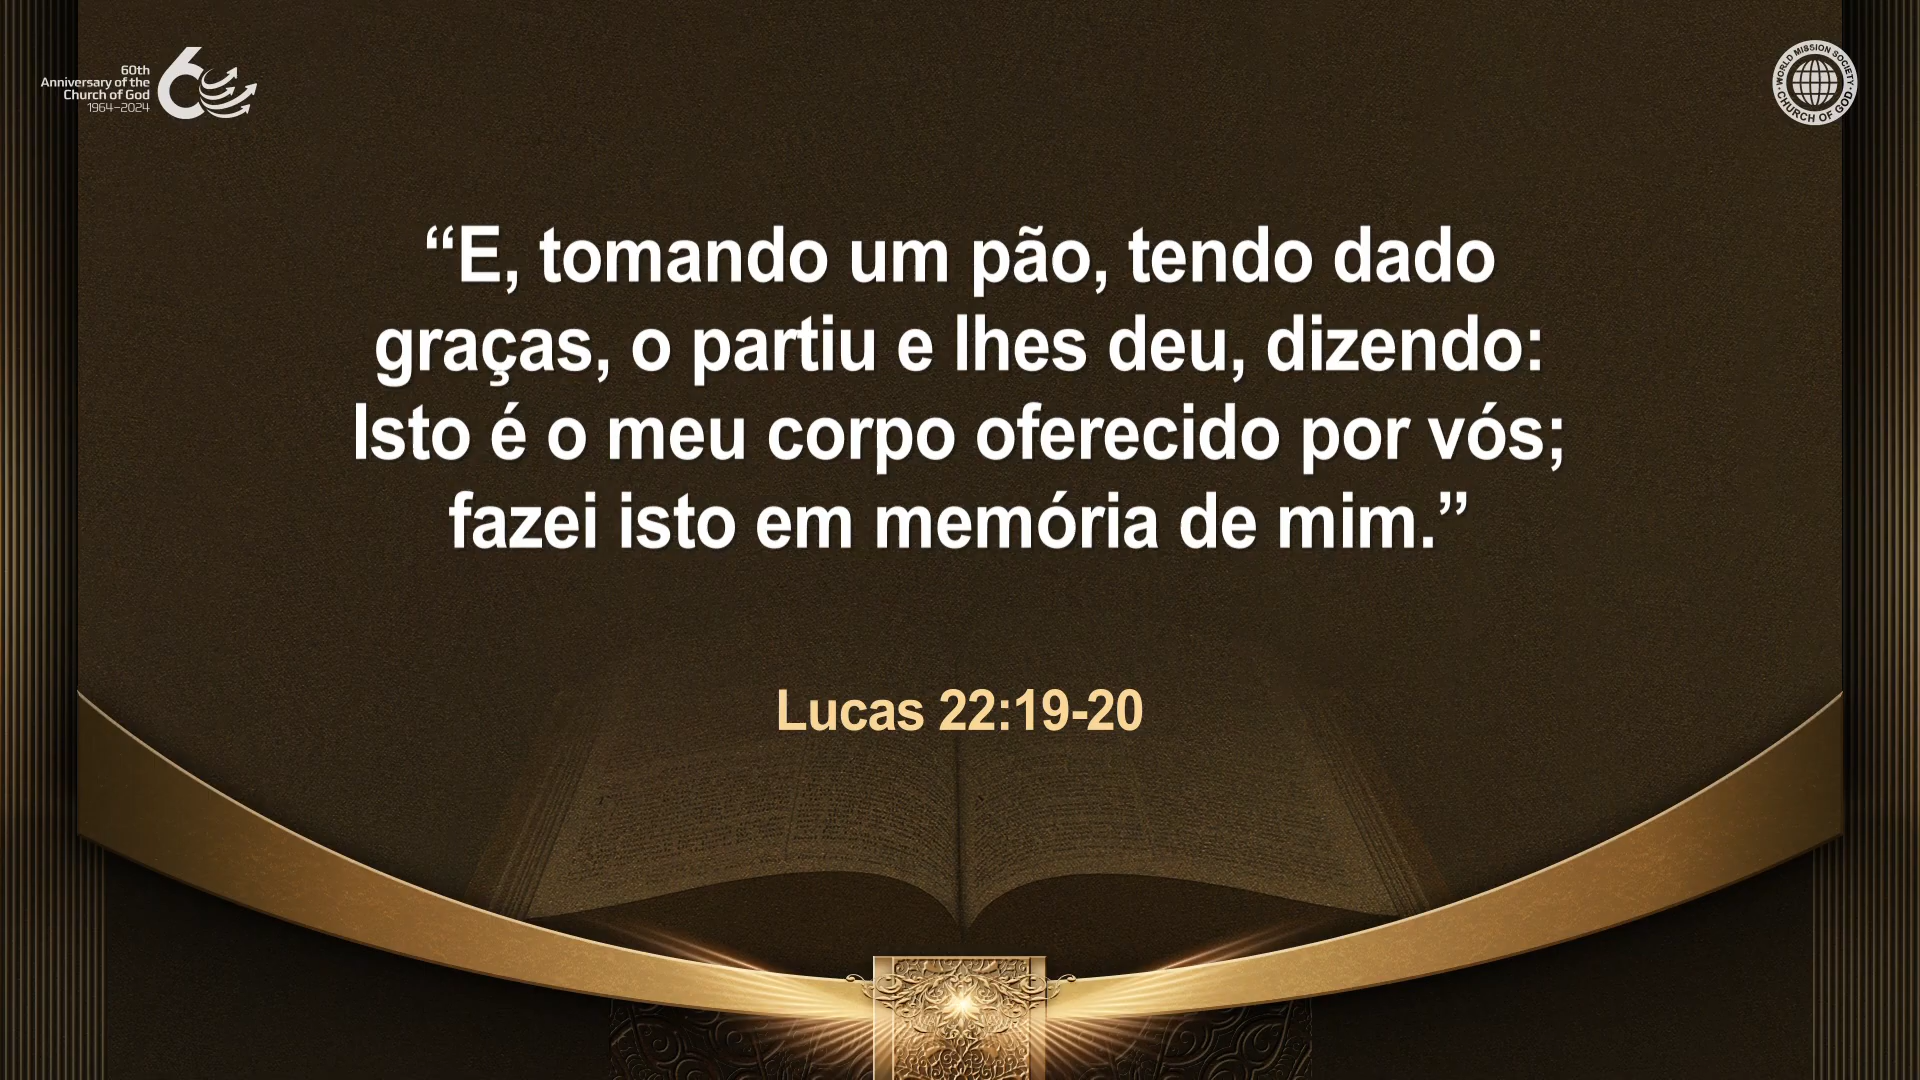 60th
Anniversary of the
Church of God
1964–2024
60
WORLD MISSION SOCIETY
CHURCH OF GOD
“E, tomando um pão, tendo dado
graças, o partiu e lhes deu, dizendo:
Isto é o meu corpo oferecido por vós;
fazei isto em memória de mim.”
Lucas 22:19-20